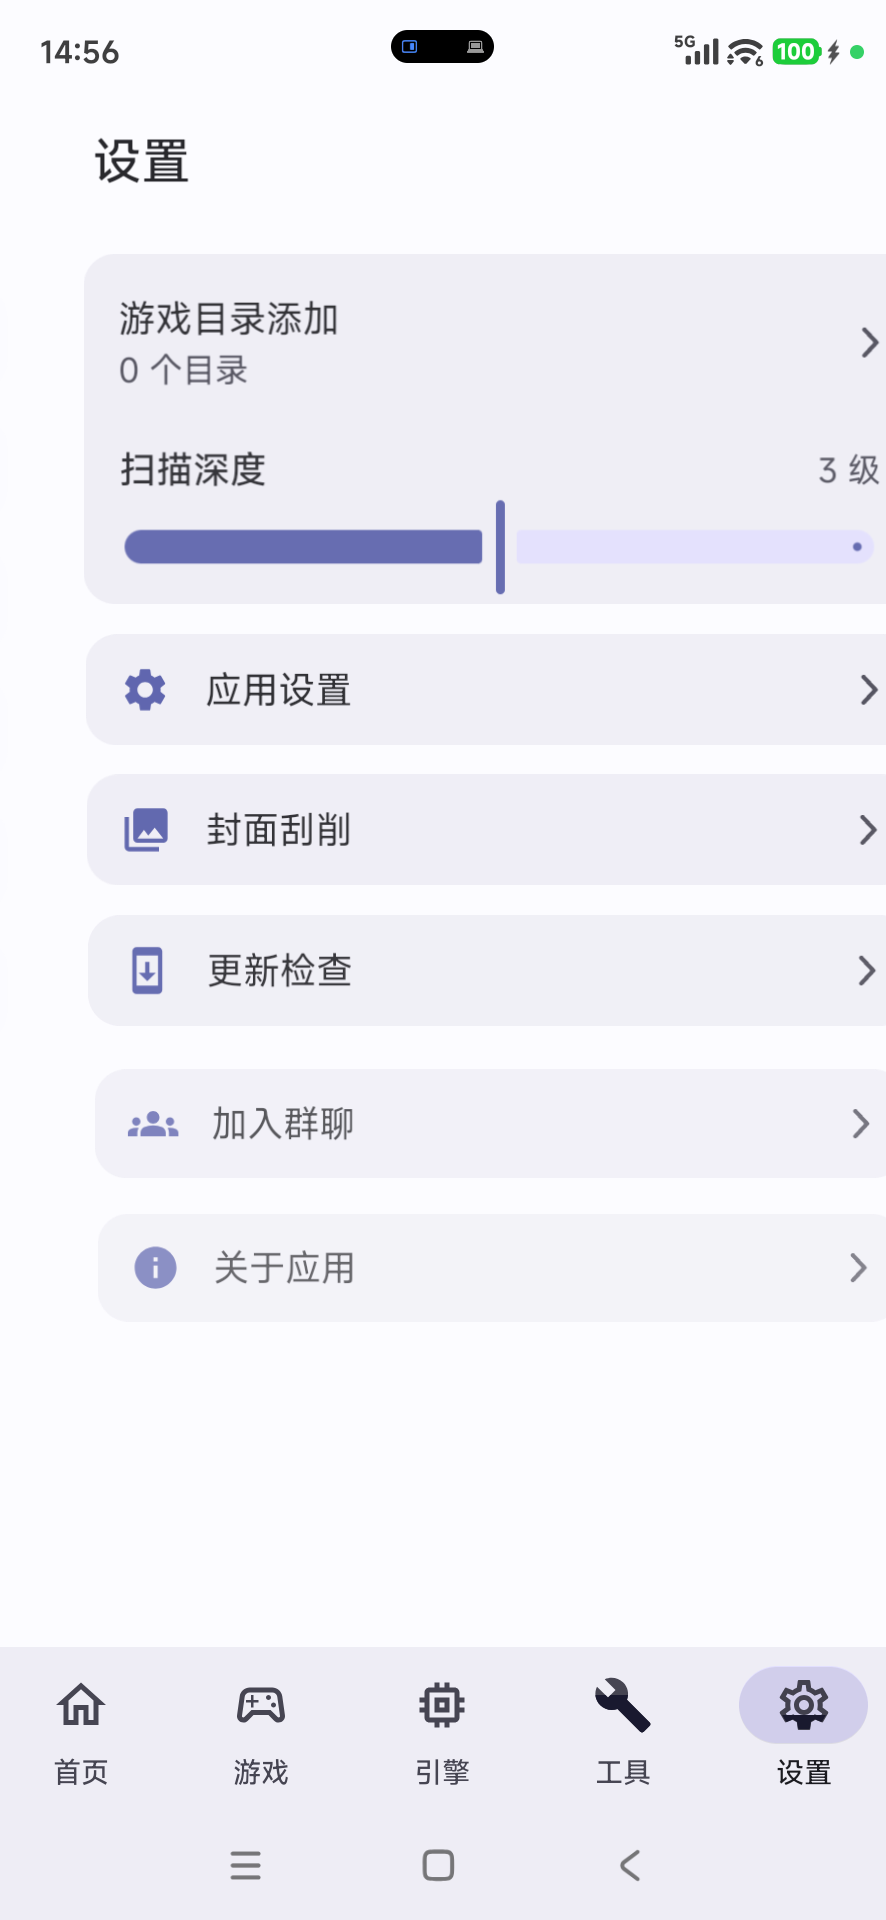 14:56
5G
6
100
设置
游戏目录添加
0 个目录
扫描深度
3 级
应用设置
封面刮削
更新检查
加入群聊
关于应用
首页
游戏
引擎
工具
设置